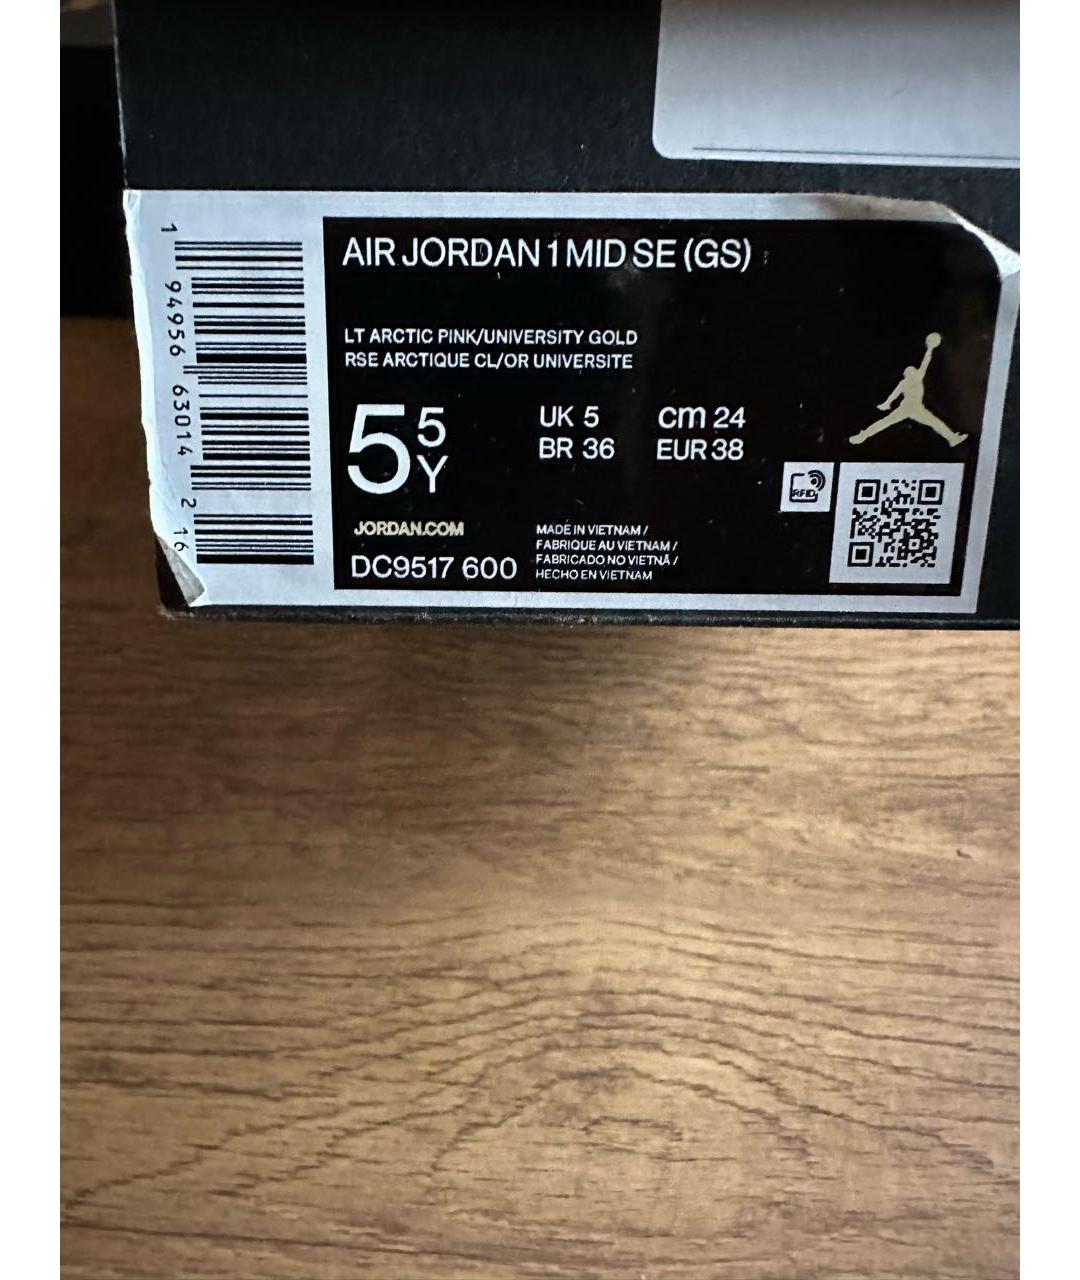 AIR JORDAN 1 MID SE (GS)
LT ARCTIC PINK/UNIVERSITY GOLD
RSE ARCTIQUE CL/OR UNIVERSITE
5 5 Y
UK 5 cm 24
BR 36 EUR 38
RFID
JORDAN.COM
DC9517 600
MADE IN VIETNAM /
FABRIQUE AU VIETNAM /
FABRICADO NO VIETNÃ /
HECHO EN VIETNAM
1 94956 63014 2 16